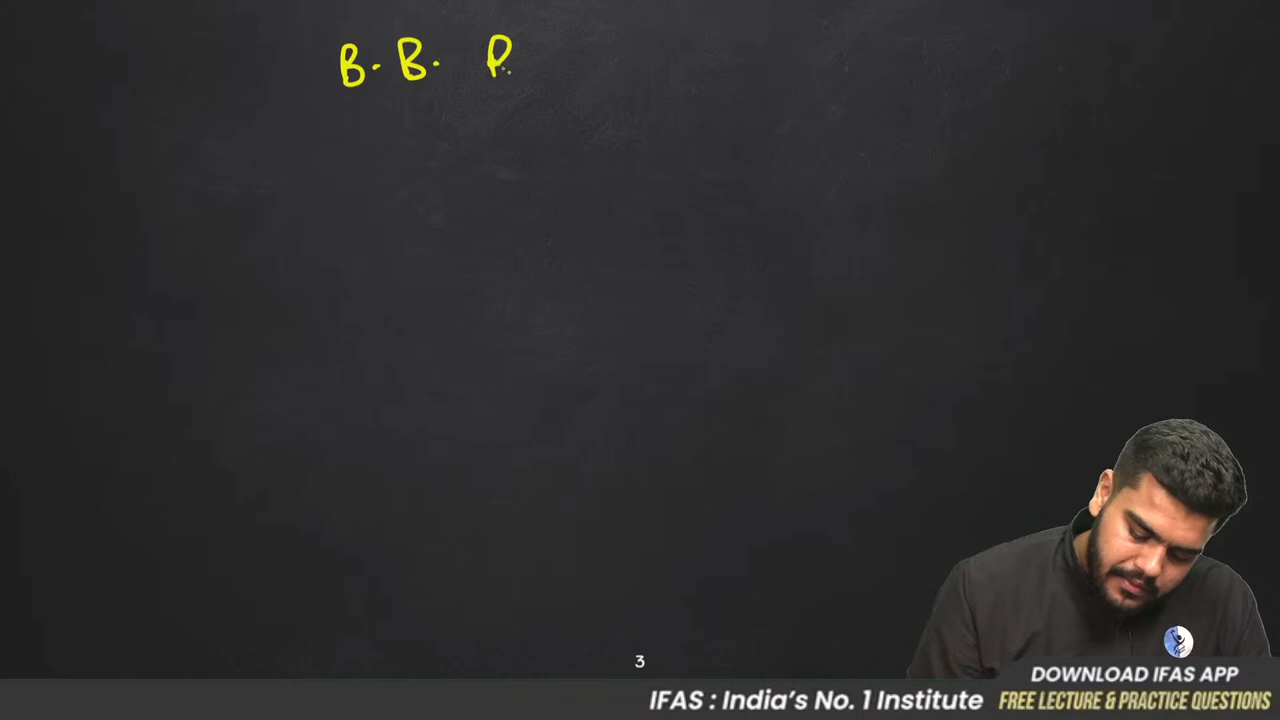 B. B. R
3
DOWNLOAD IFAS APP
IFAS : India's No. 1 Institute FREE LECTURE & PRACTICE QUESTIONS